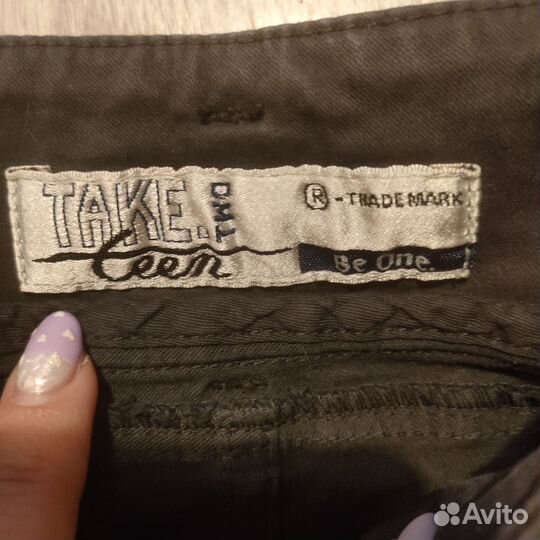 TAKE. TWO
Teen
® - TRADEMARK
Be One.
Avito